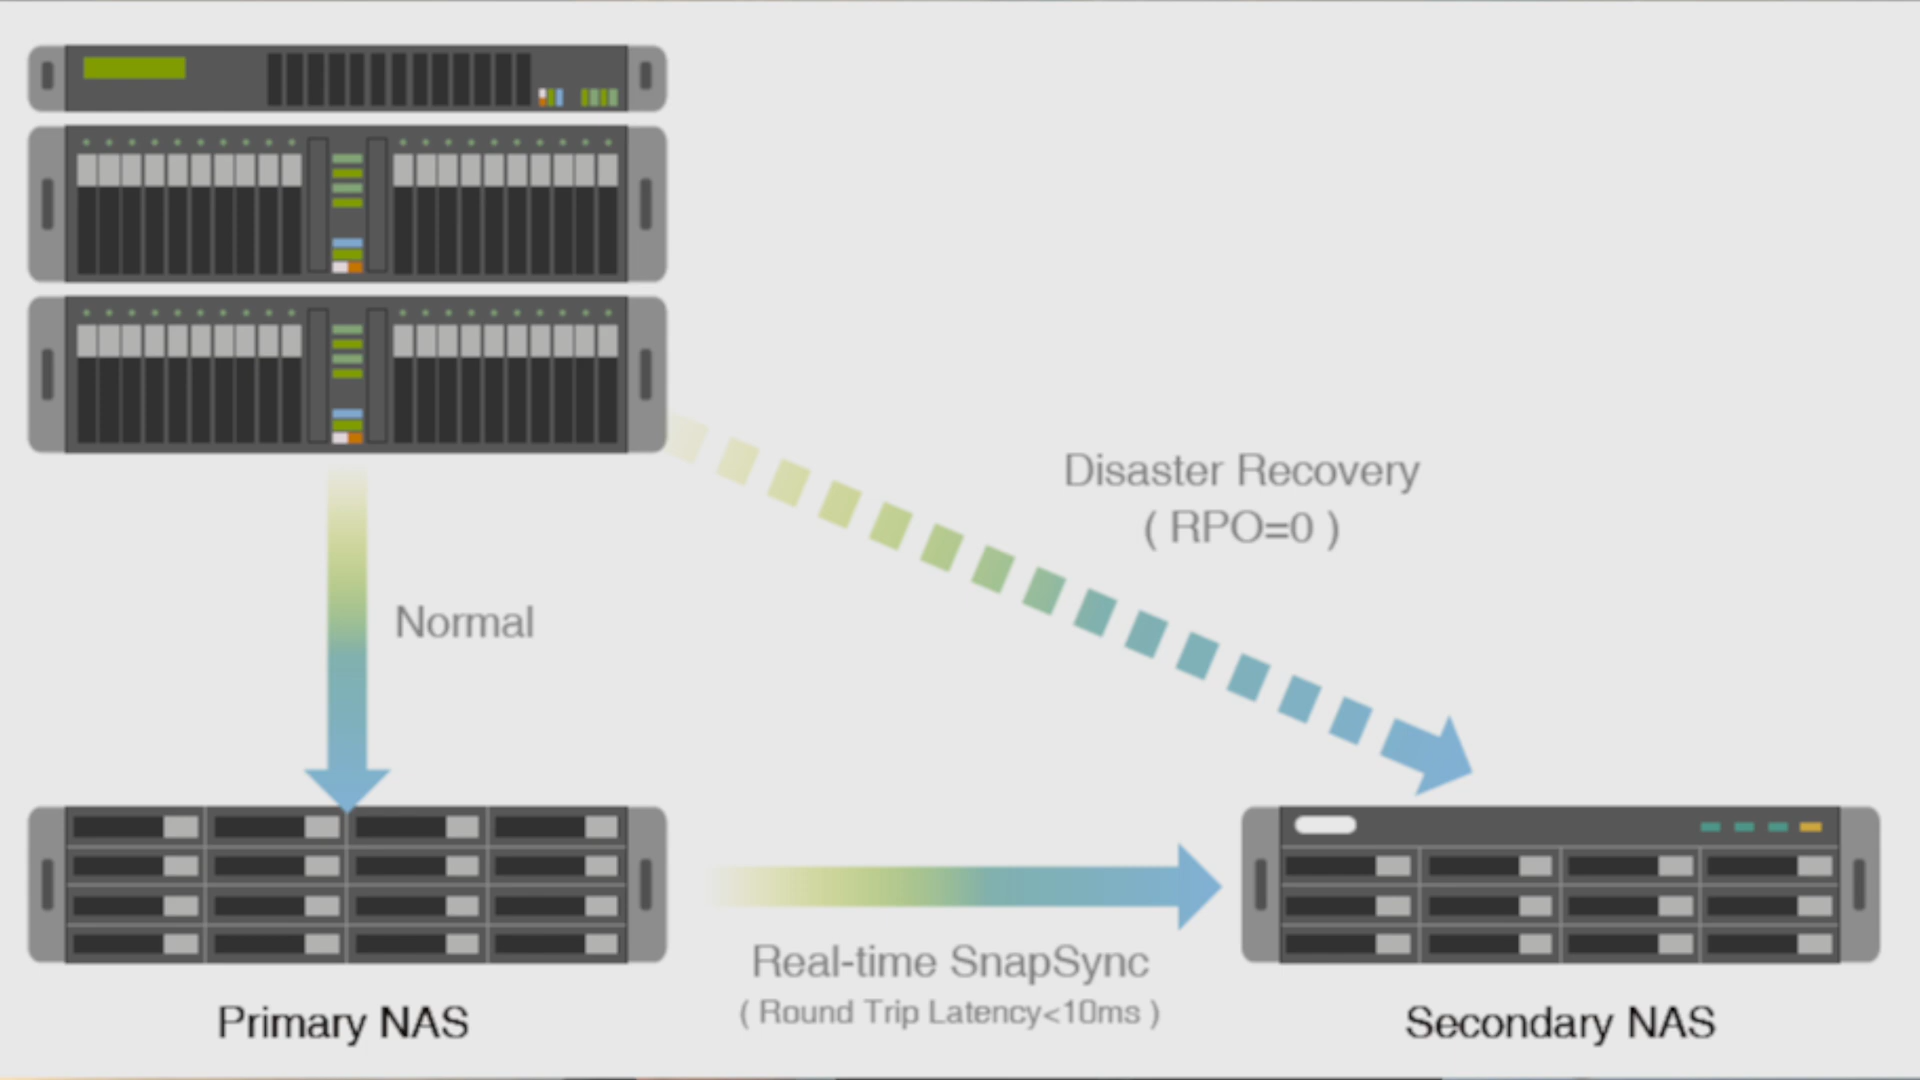 Disaster Recovery
( RPO=0 )
Normal
Real-time SnapSync
( Round Trip Latency<10ms )
Primary NAS
Secondary NAS